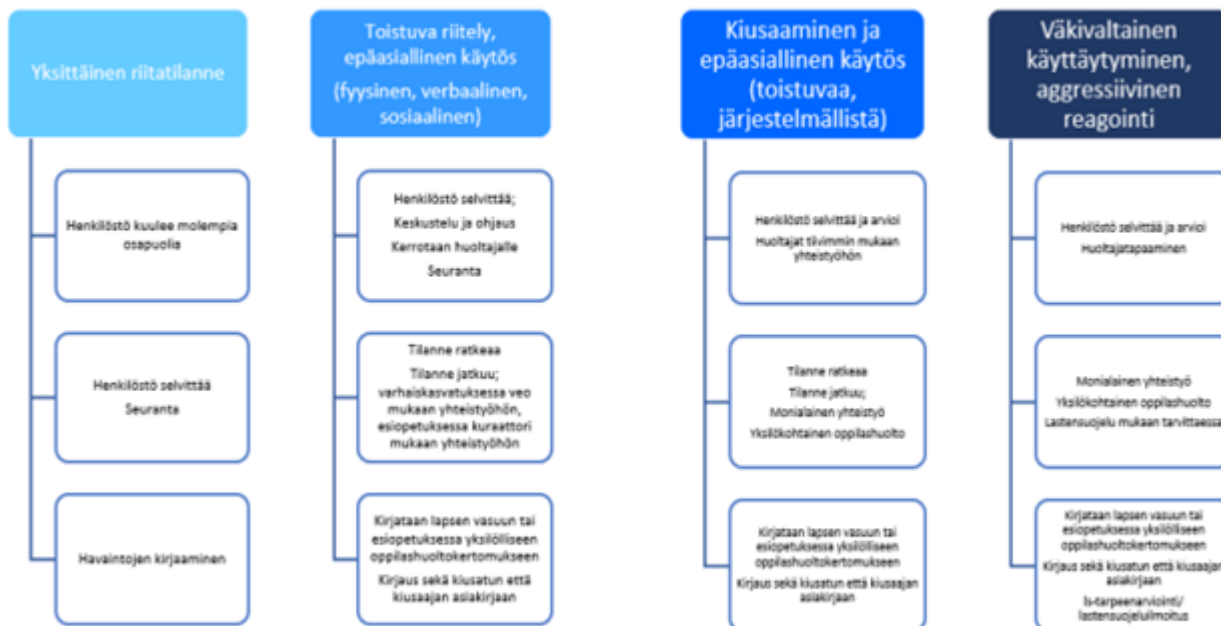 Yksittäinen riitatilanne
Henkilöstö kuulee molempia
osapuolia
Henkilöstö selvittää
Seuranta
Havaintojen kirjaaminen
Toistuva riitely,
epäasiallinen käytös
(fyysinen, verbaalinen,
sosiaalinen)
Henkilöstö selvittää;
Keskustelu ja ohjaus
Kerrotaan huoltajalle
Seuranta
Tilanne ratkeaa
Tilanne jatkuu;
varhaiskasvatuksessa veo
mukaan yhteistyöhön,
esiopetuksessa kuraattori
mukaan yhteistyöhön
Kirjataan lapsen vasuun tai
esiopetuksessa yksilölliseen
oppilashuoltokertomukseen
Kirjaus sekä kiusatun että
kiusaajan asiakirjaan
Kiusaaminen ja
epäasiallinen käytös
(toistuvaa,
järjestelmällistä)
Henkilöstö selvittää ja arvioi
Huoltajat tiivimmin mukaan
yhteistyöhön
Tilanne ratkeaa
Tilanne jatkuu;
Monialainen yhteistyö
Yksilökohtainen oppilashuolto
Kirjataan lapsen vasuun tai
esiopetuksessa yksilölliseen
oppilashuoltokertomukseen
Kirjaus sekä kiusatun että kiusaajan
asiakirjaan
Väkivaltainen
käyttäytyminen,
aggressiivinen
reagointi
Henkilöstö selvittää ja arvioi
Huoltajatapaaminen
Monialainen yhteistyö
Yksilökohtainen oppilashuolto
Lastensuojelu mukaan tarvittaessa
Kirjataan lapsen vasuun tai
esiopetuksessa yksilölliseen
oppilashuoltokertomukseen
Kirjaus sekä kiusatun että kiusaajan
asiakirjaan
ls-tarpeenarviointi/
lastensuojeluilmoitus